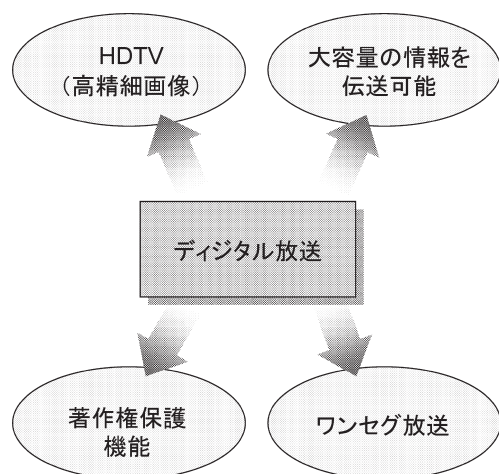 HDTV
（高精細画像）
大容量の情報を
伝送可能
ディジタル放送
著作権保護
機能
ワンセグ放送